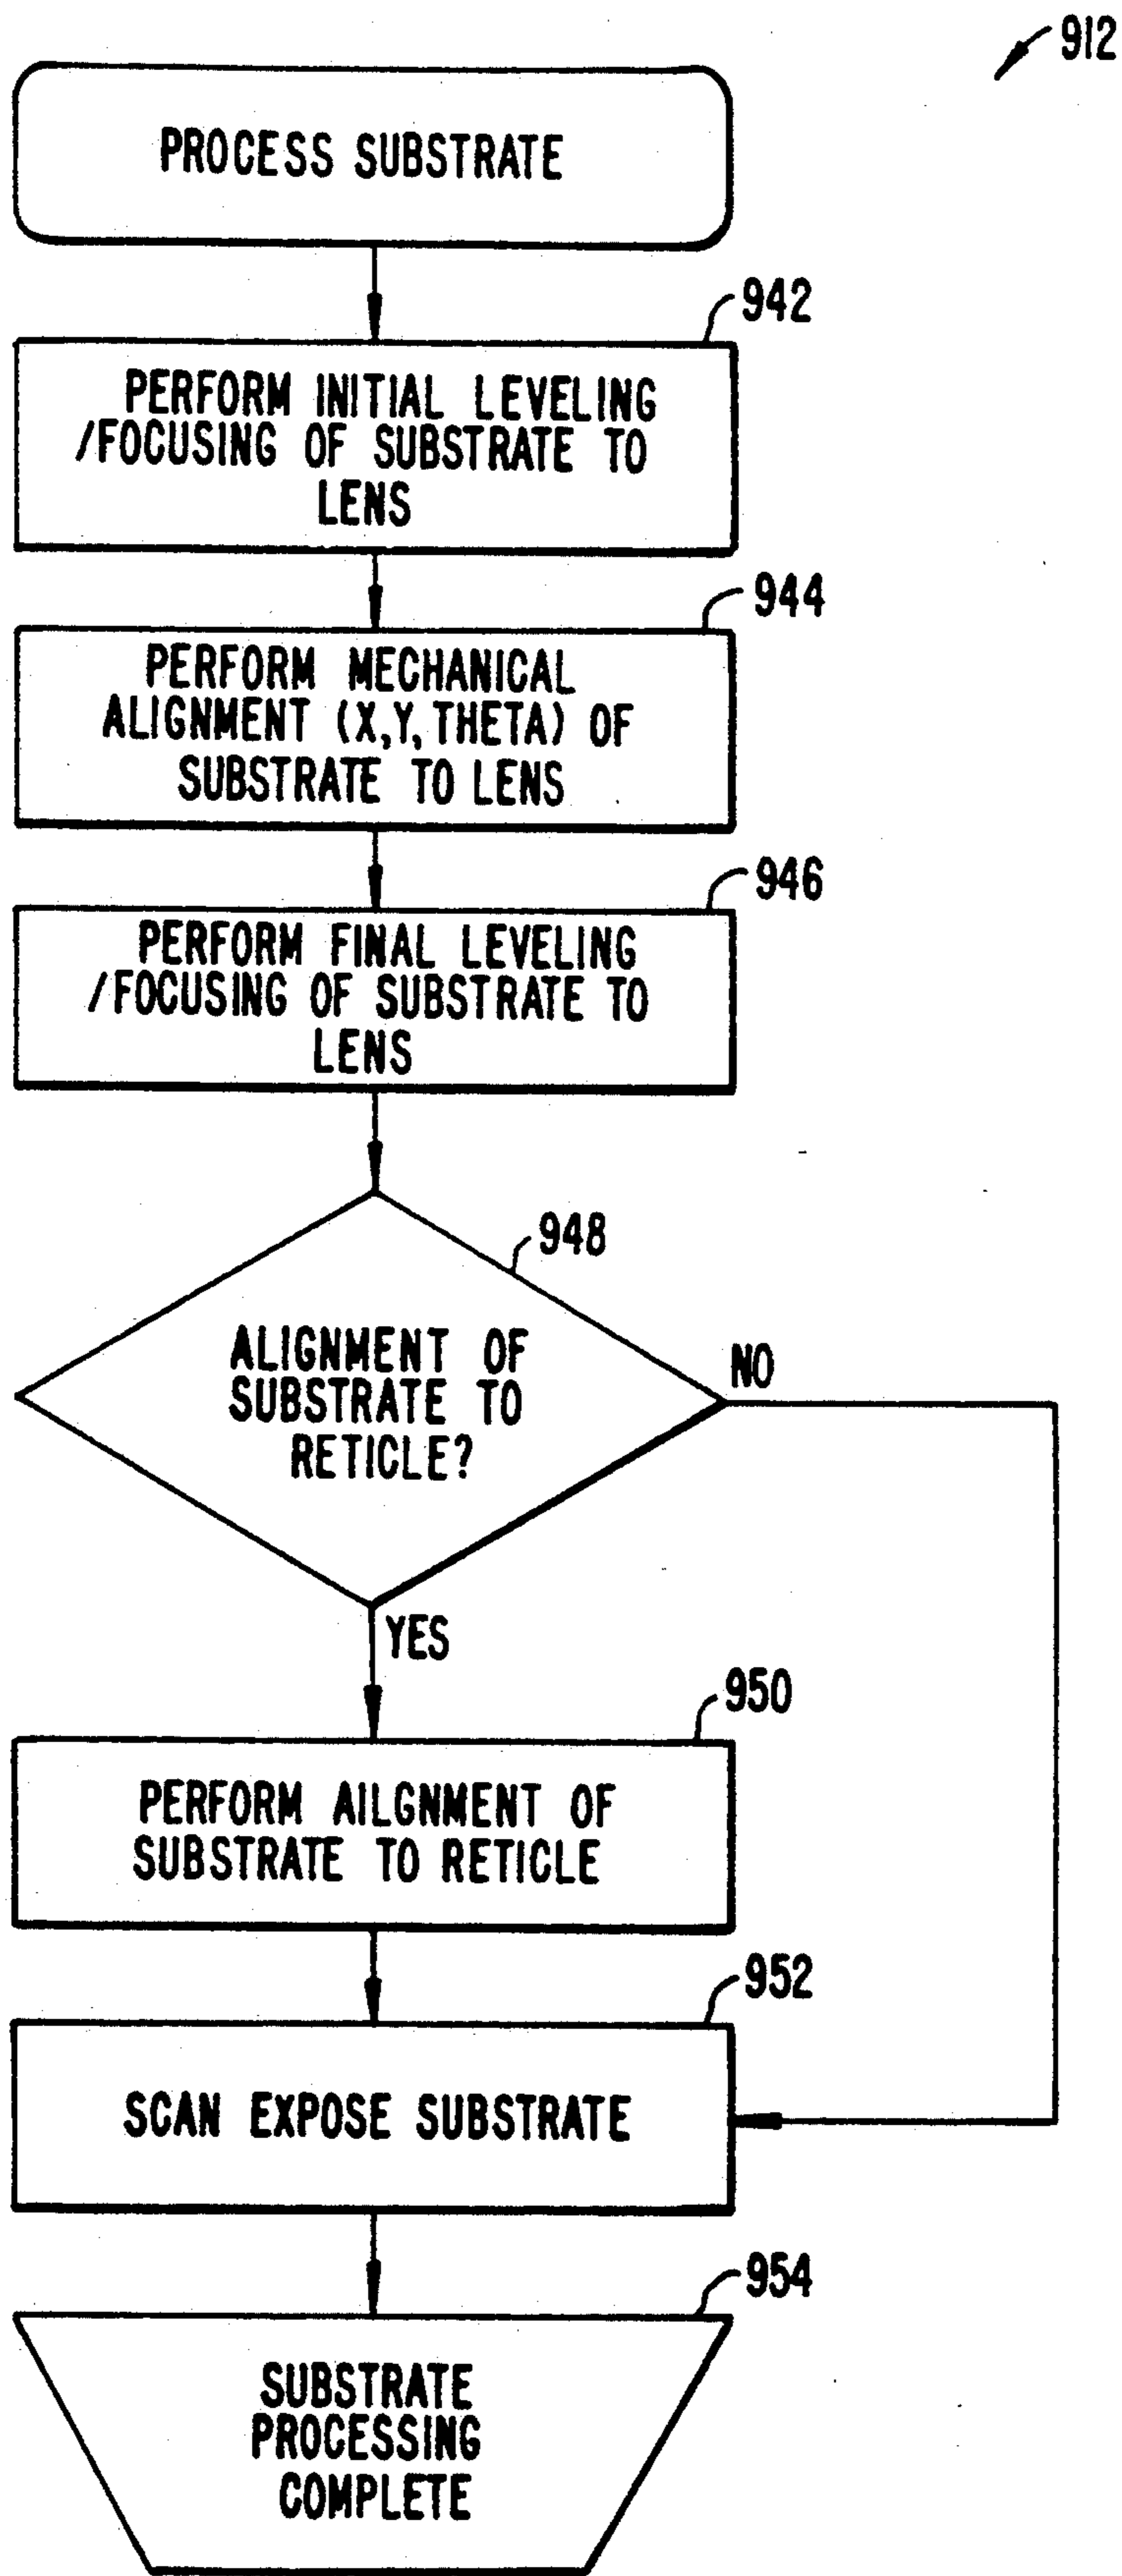 912
PROCESS SUBSTRATE
942
PERFORM INITIAL LEVELING
/FOCUSING OF SUBSTRATE TO
LENS
944
PERFORM MECHANICAL
ALIGNMENT (X,Y,THETA) OF
SUBSTRATE TO LENS
946
PERFORM FINAL LEVELING
/FOCUSING OF SUBSTRATE TO
LENS
948
ALIGNMENT OF
SUBSTRATE TO
RETICLE?
NO
YES
950
PERFORM AILGNMENT OF
SUBSTRATE TO RETICLE
952
SCAN EXPOSE SUBSTRATE
954
SUBSTRATE
PROCESSING
COMPLETE